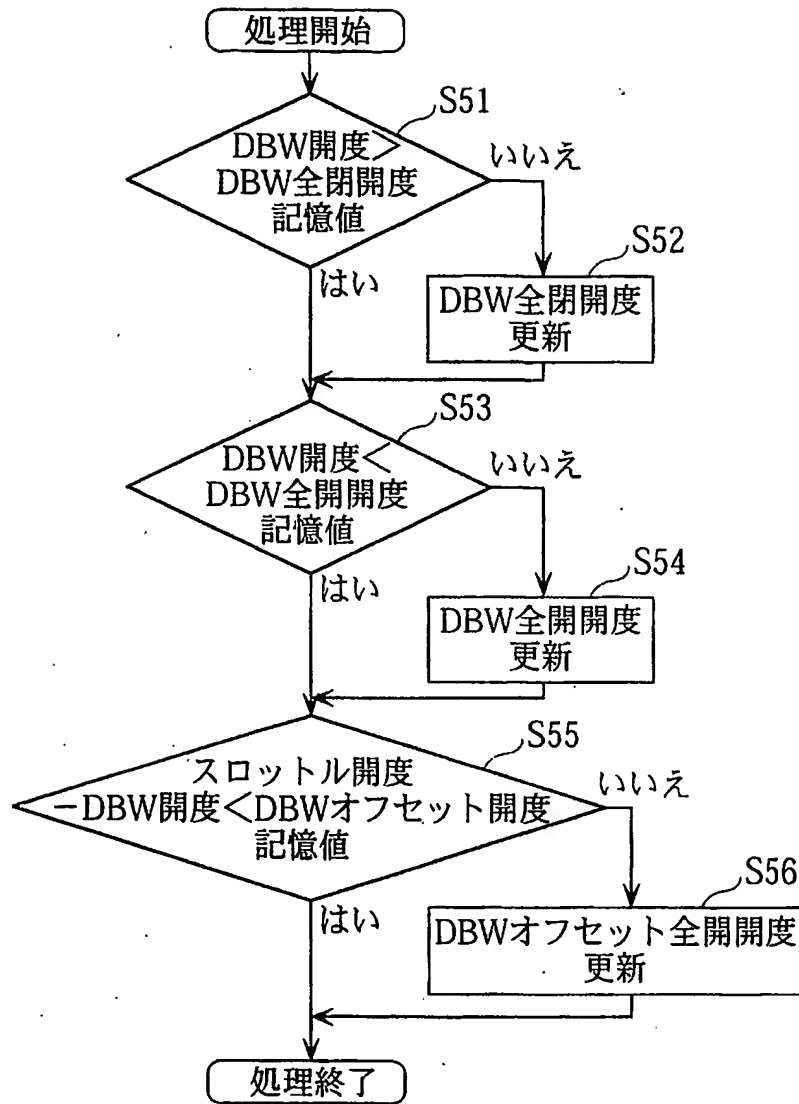 処理開始
S51
DBW開度>
DBW全閉開度
記憶値
いいえ
はい
S52
DBW全閉開度
更新
S53
DBW開度<
DBW全開開度
記憶値
いいえ
はい
S54
DBW全開開度
更新
S55
スロットル開度
-DBW開度<DBWオフセット開度
記憶値
いいえ
はい
S56
DBWオフセット全開開度
更新
処理終了